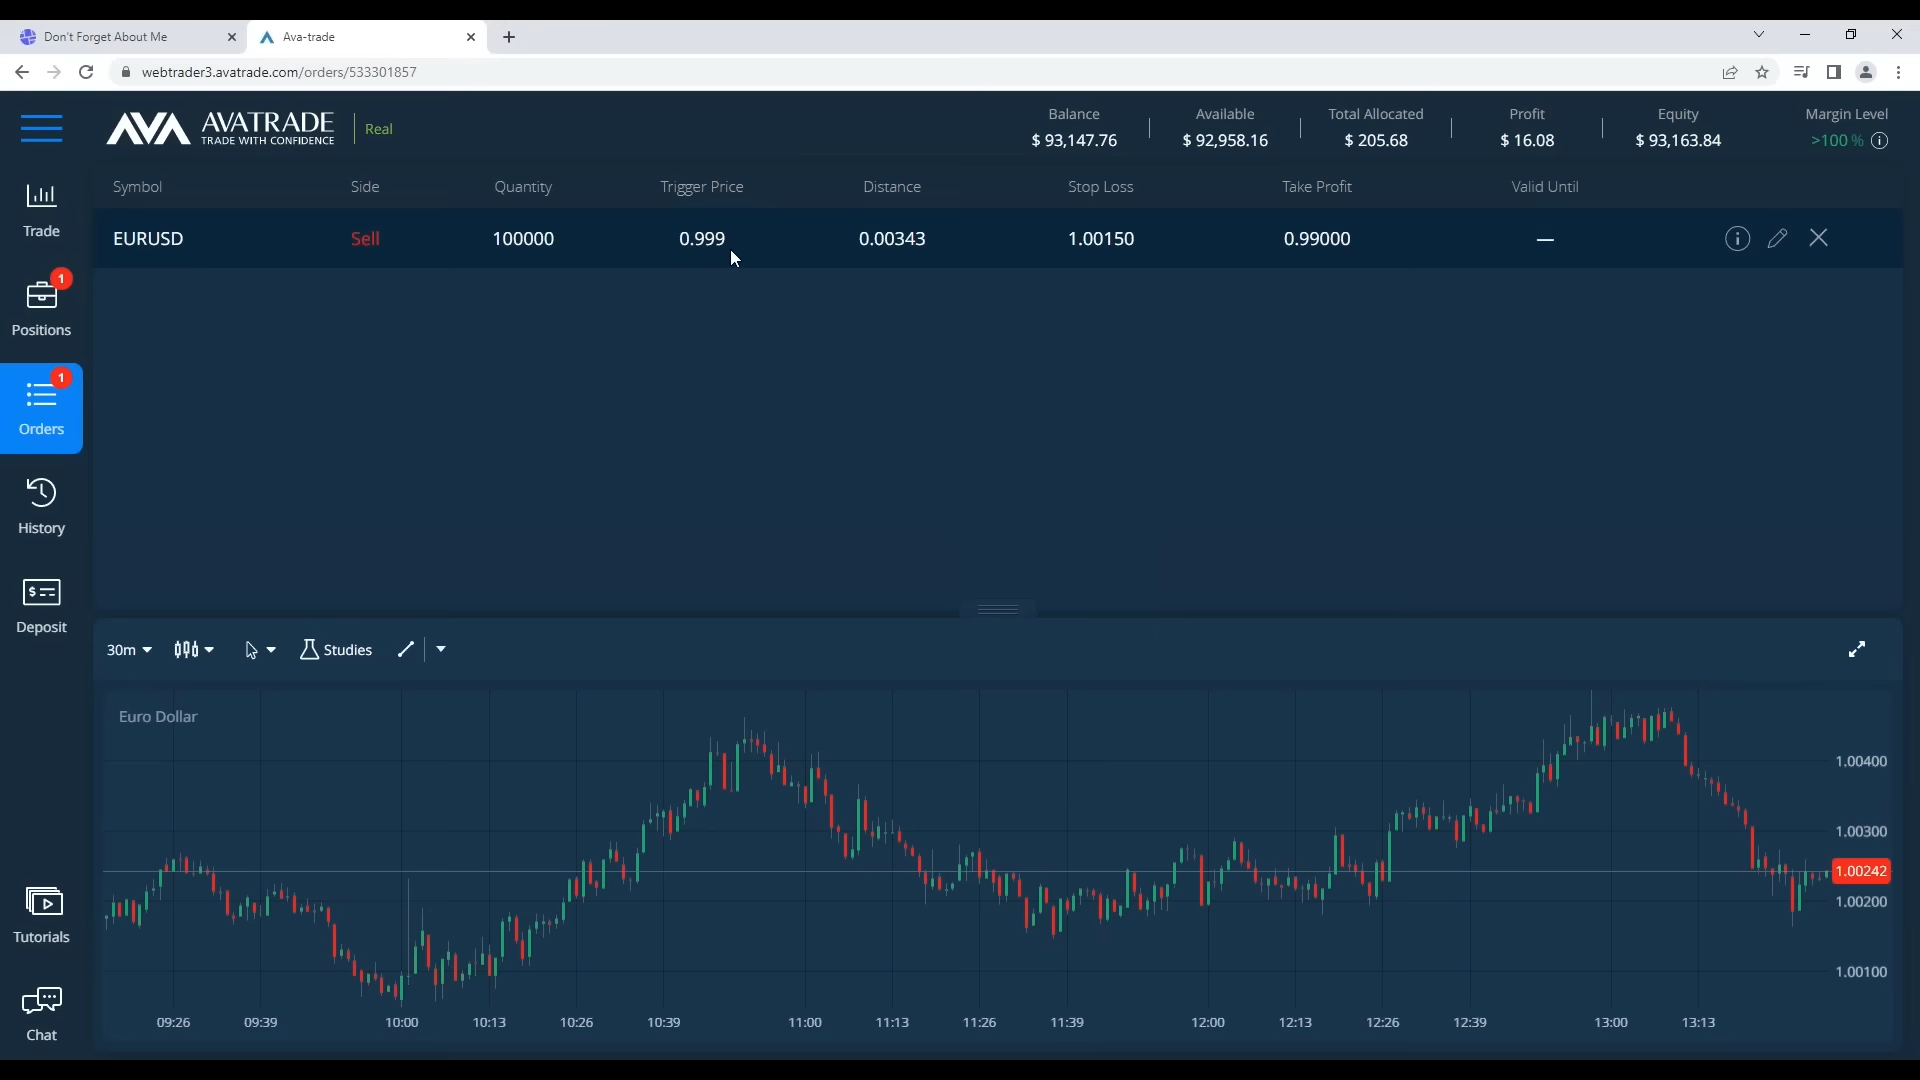 Don't Forget About Me
Ava-trade
webtrader3.avatrade.com/orders/533301857
AVA AVATRADE
TRADE WITH CONFIDENCE
Real
Balance
$ 93,147.76
Available
$ 92,958.16
Total Allocated
$ 205.68
Profit
$ 16.08
Equity
$ 93,163.84
Margin Level
>100 %
Symbol Side Quantity Trigger Price Distance Stop Loss Take Profit Valid Until
EURUSD Sell 100000 0.999 0.00343 1.00150 0.99000 —
Trade
1
Positions
1
Orders
History
Deposit
Tutorials
Chat
30m
Studies
Euro Dollar
1.00400
1.00300
1.00242
1.00200
1.00100
09:26 09:39 10:00 10:13 10:26 10:39 11:00 11:13 11:26 11:39 12:00 12:13 12:26 12:39 13:00 13:13